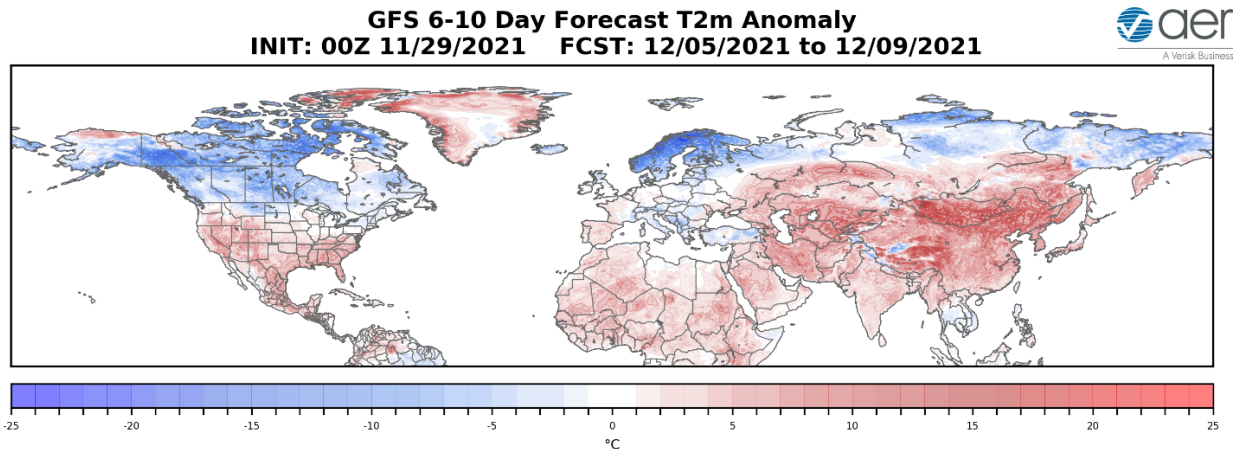 GFS 6-10 Day Forecast T2m Anomaly
INIT: 00Z 11/29/2021    FCST: 12/05/2021 to 12/09/2021
aer
A Verisk Business
-25 -20 -15 -10 -5 0 5 10 15 20 25
°C